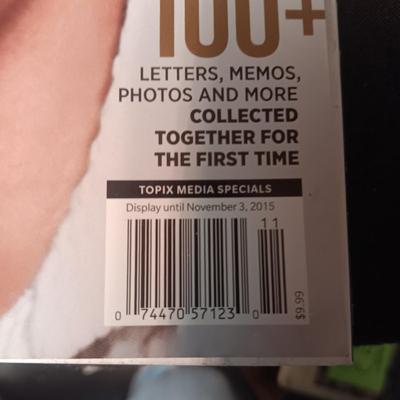 100+
LETTERS, MEMOS,
PHOTOS AND MORE
COLLECTED
TOGETHER FOR
THE FIRST TIME
TOPIX MEDIA SPECIALS
Display until November 3, 2015
11
0 74470 57123 0
$9.99